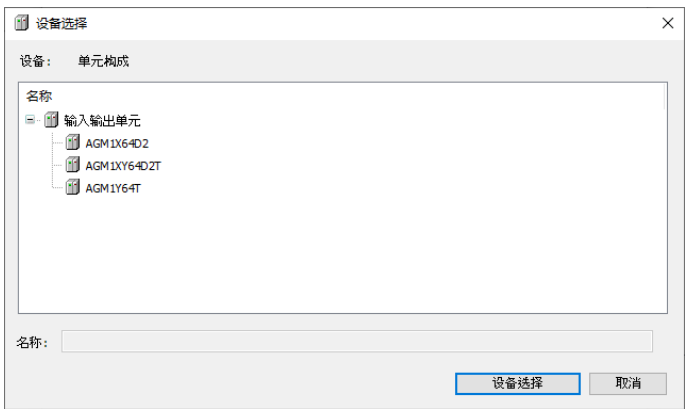 设备选择
设备： 单元构成
名称
输入输出单元
AGM1X64D2
AGM1XY64D2T
AGM1Y64T
名称：
设备选择 取消